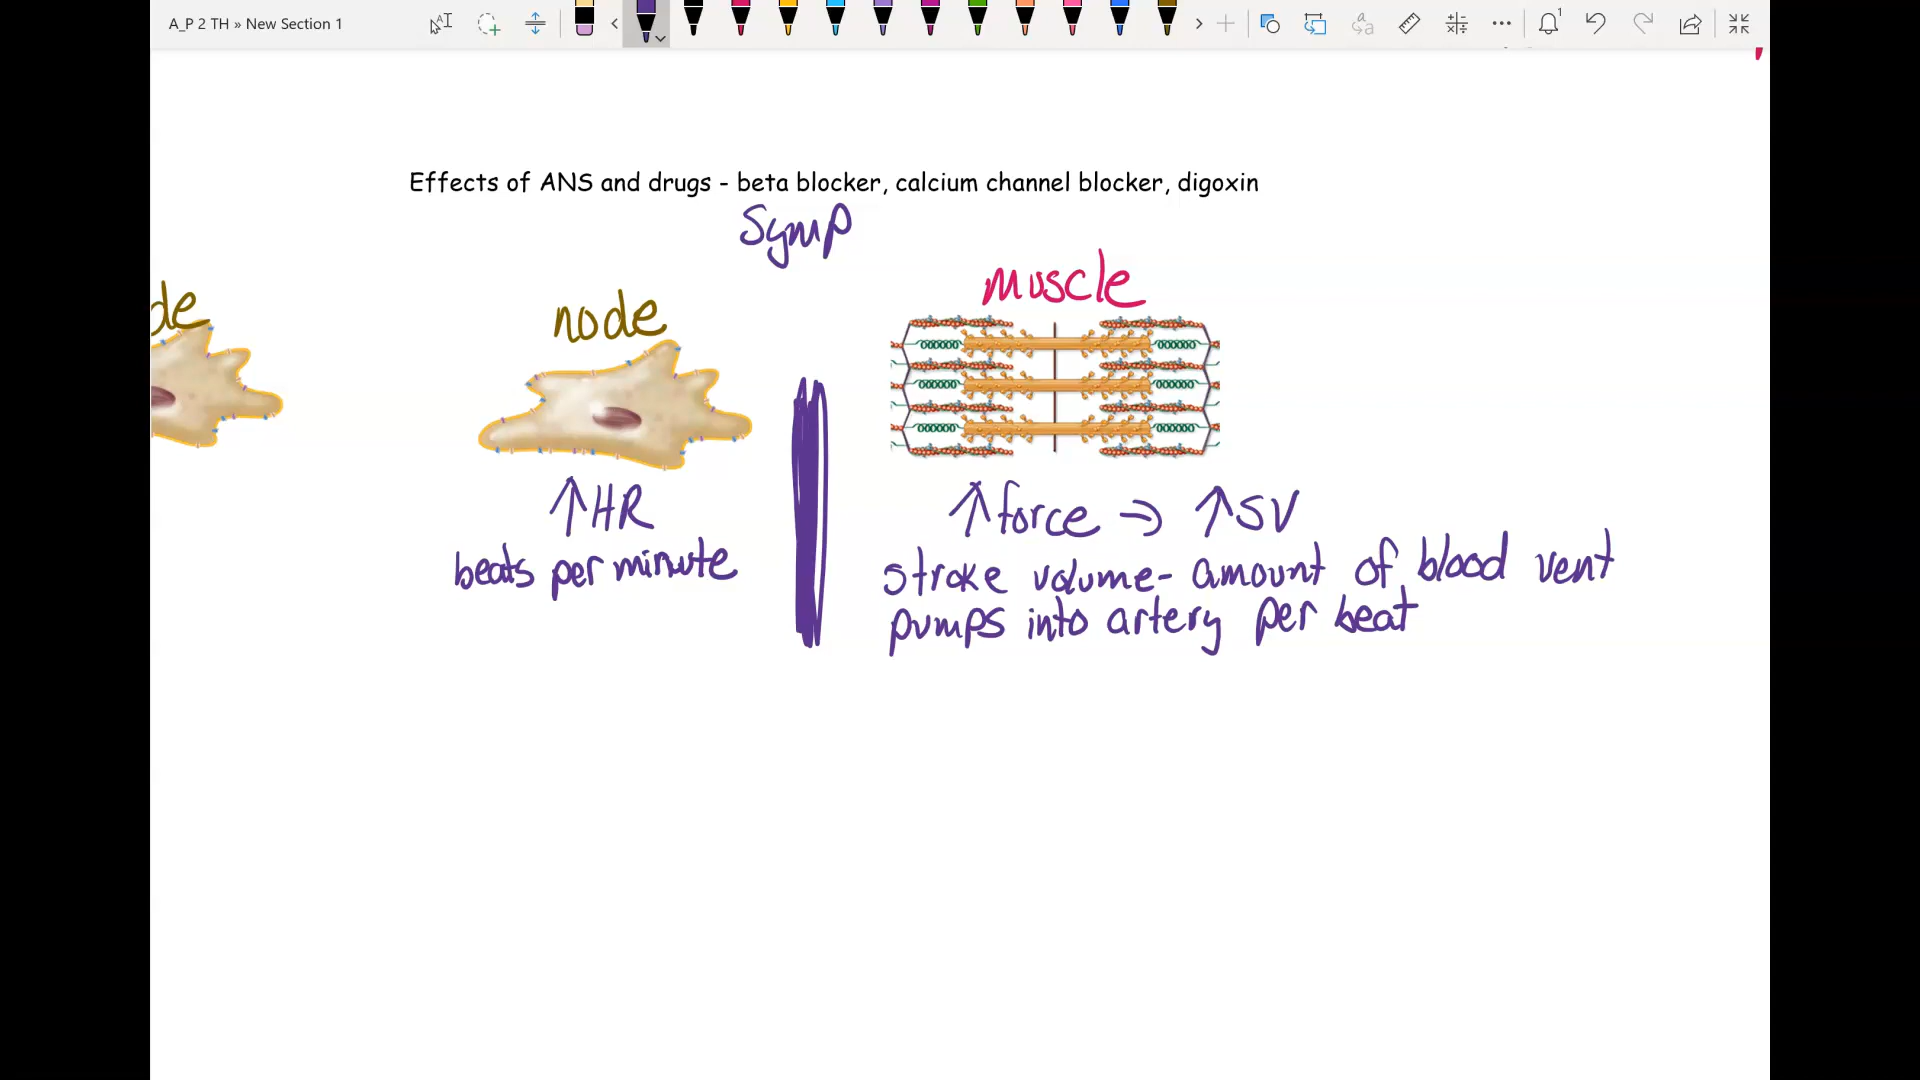 A_P 2 TH » New Section 1
Effects of ANS and drugs - beta blocker, calcium channel blocker, digoxin
Symp
de
node
muscle
↑HR
beats per minute
↑force → ↑SV
stroke volume- amount of blood vent
pumps into artery per beat